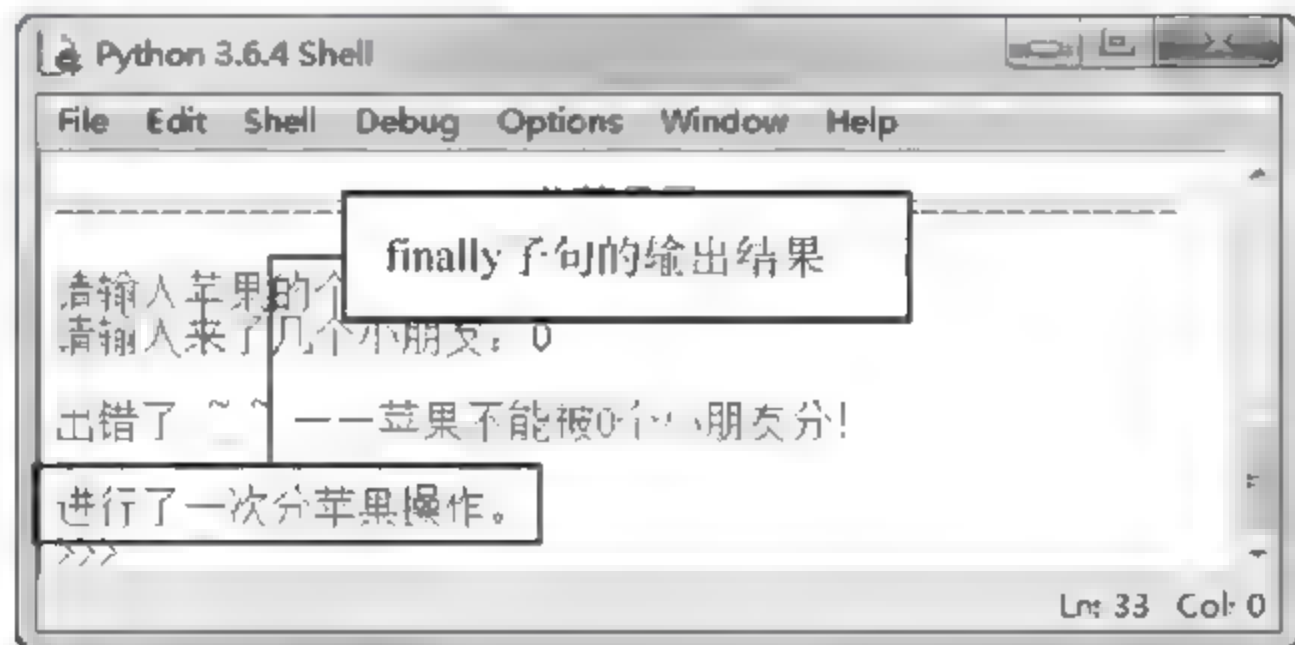 Python 3.6.4 Shell
File Edit Shell Debug Options Window Help
finally 子句的输出结果
请输入苹果的个
请输入来了几个小朋友：0
出错了 ~_~ ——苹果不能被0个小朋友分!
进行了一次分苹果操作。
>>>
Ln: 33 Col: 0